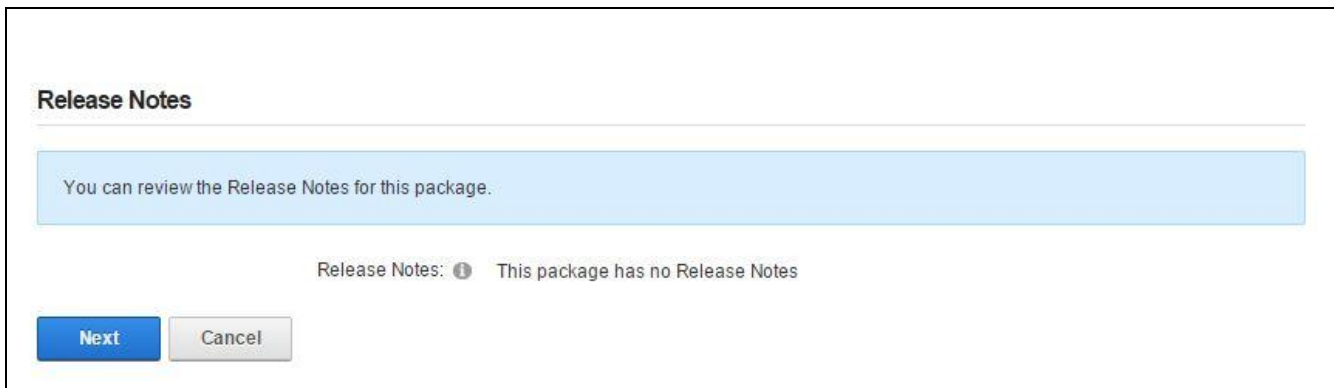 Release Notes
You can review the Release Notes for this package.
Release Notes: This package has no Release Notes
Next Cancel